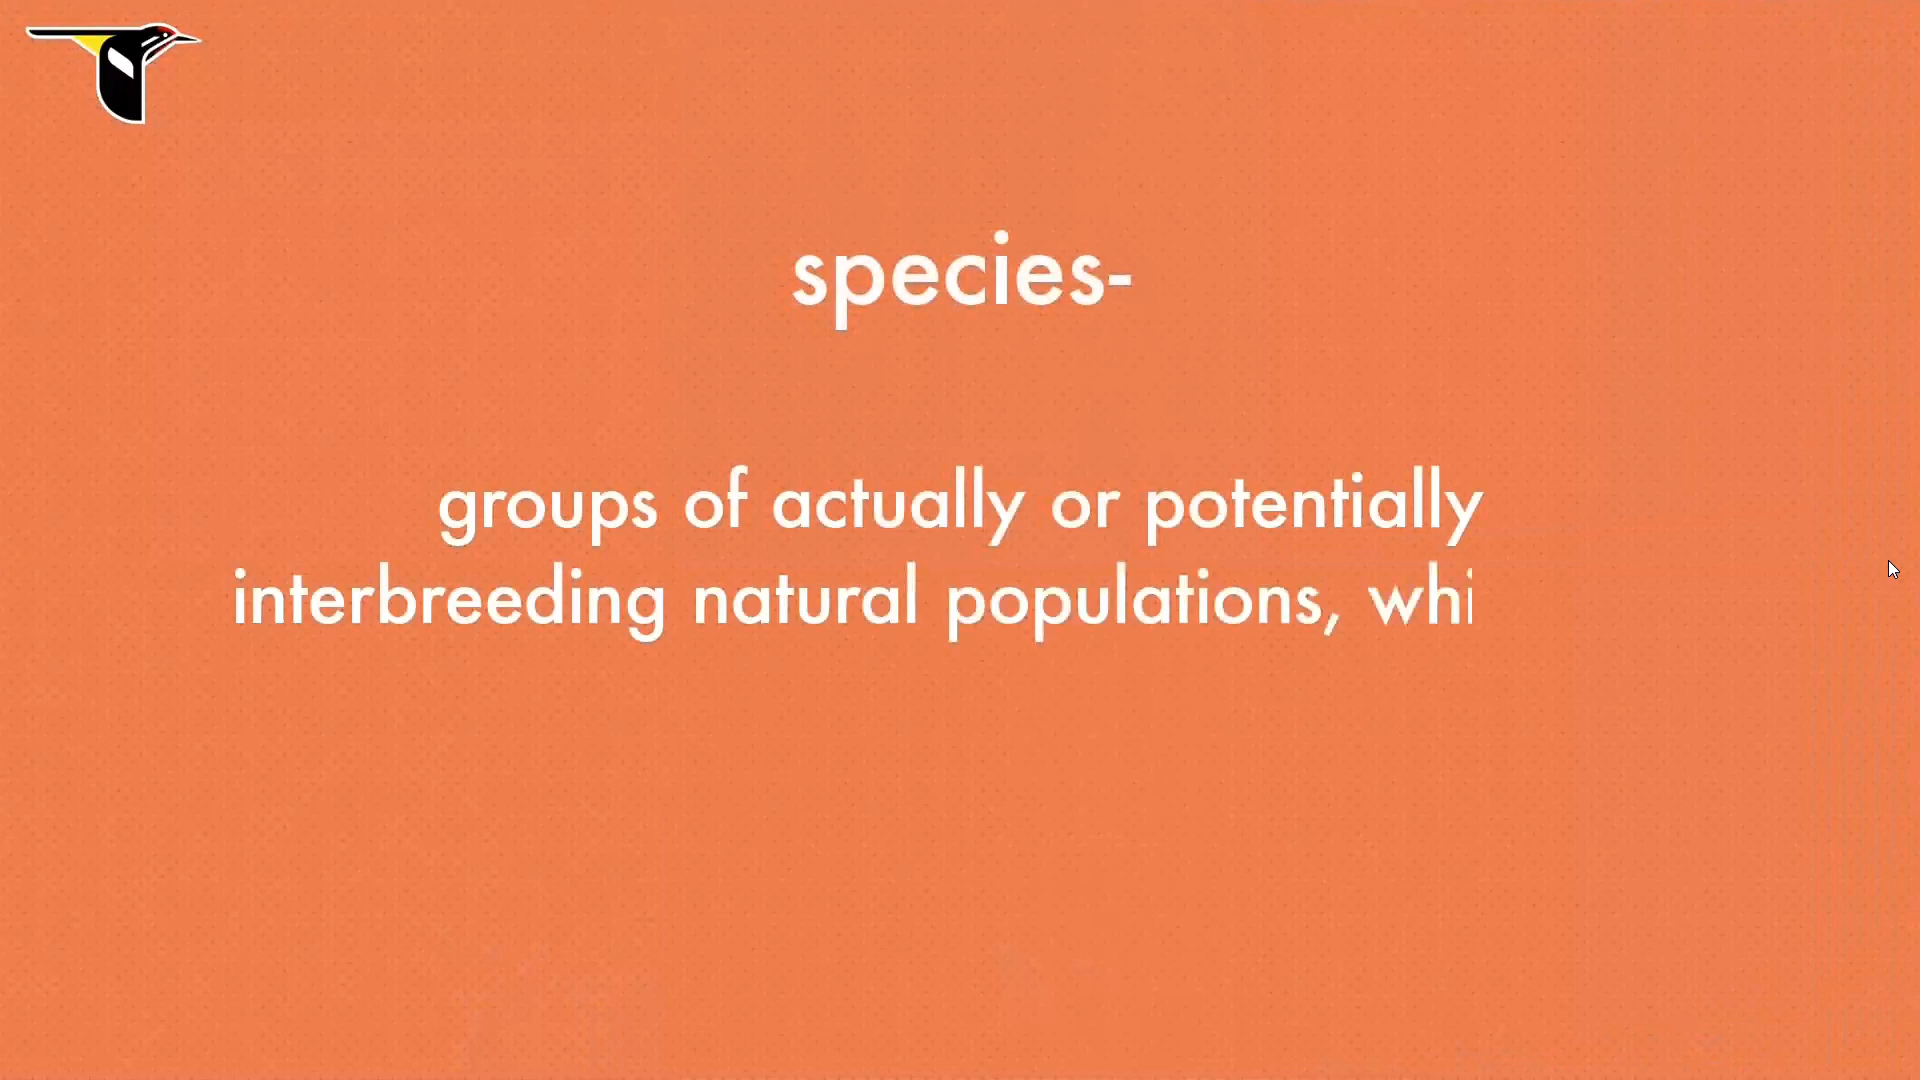 species-
groups of actually or potentially
interbreeding natural populations, whi